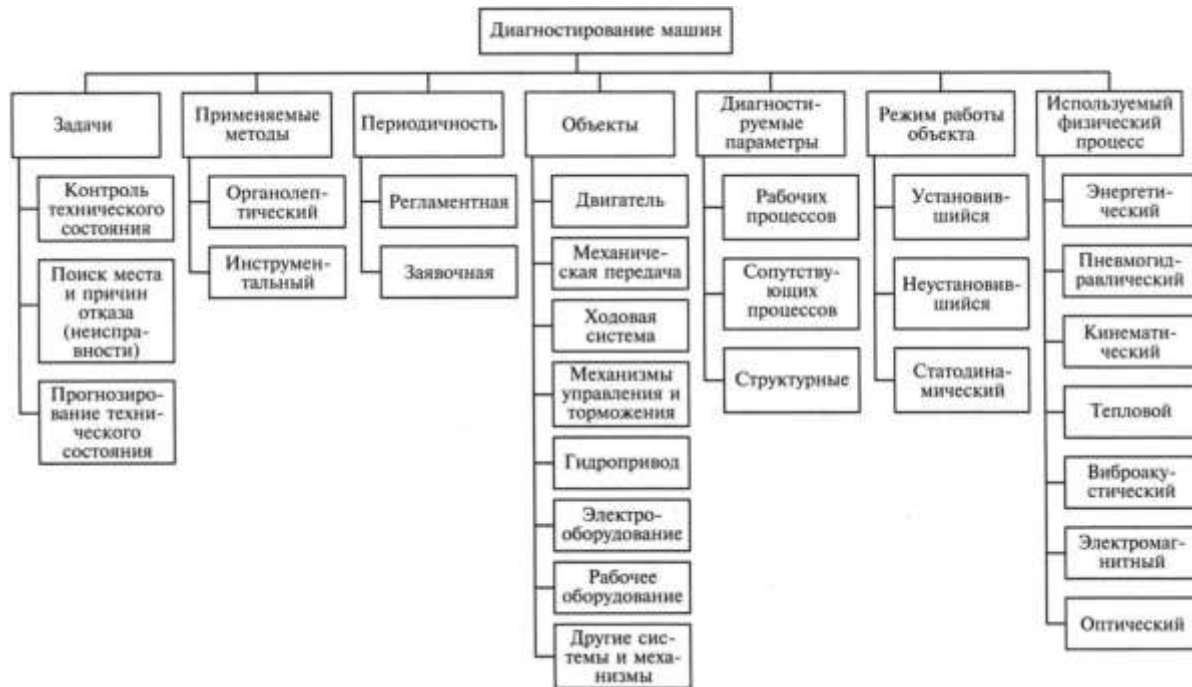 Диагностирование машин
Задачи
Контроль
технического
состояния
Поиск места
и причин
отказа
(неиспра-
вности)
Прогнозиро-
вание техни-
ческого
состояния
Применяемые
методы
Органолеп-
тический
Инструмен-
тальный
Периодичность
Регламентная
Заявочная
Объекты
Двигатель
Механиче-
ская передача
Ходовая
система
Механизмы
управления и
торможения
Гидропривод
Электро-
оборудование
Рабочее
оборудование
Другие сис-
темы и меха-
низмы
Диагности-
руемые
параметры
Рабочих
процессов
Сопутству-
ющих
процессов
Структурные
Режим работы
объекта
Установив-
шийся
Неустановив-
шийся
Статодина-
мический
Используемый
физический
процесс
Энергети-
ческий
Пневмогид-
равлический
Кинемати-
ческий
Тепловой
Виброаку-
стический
Электромаг-
нитный
Оптический